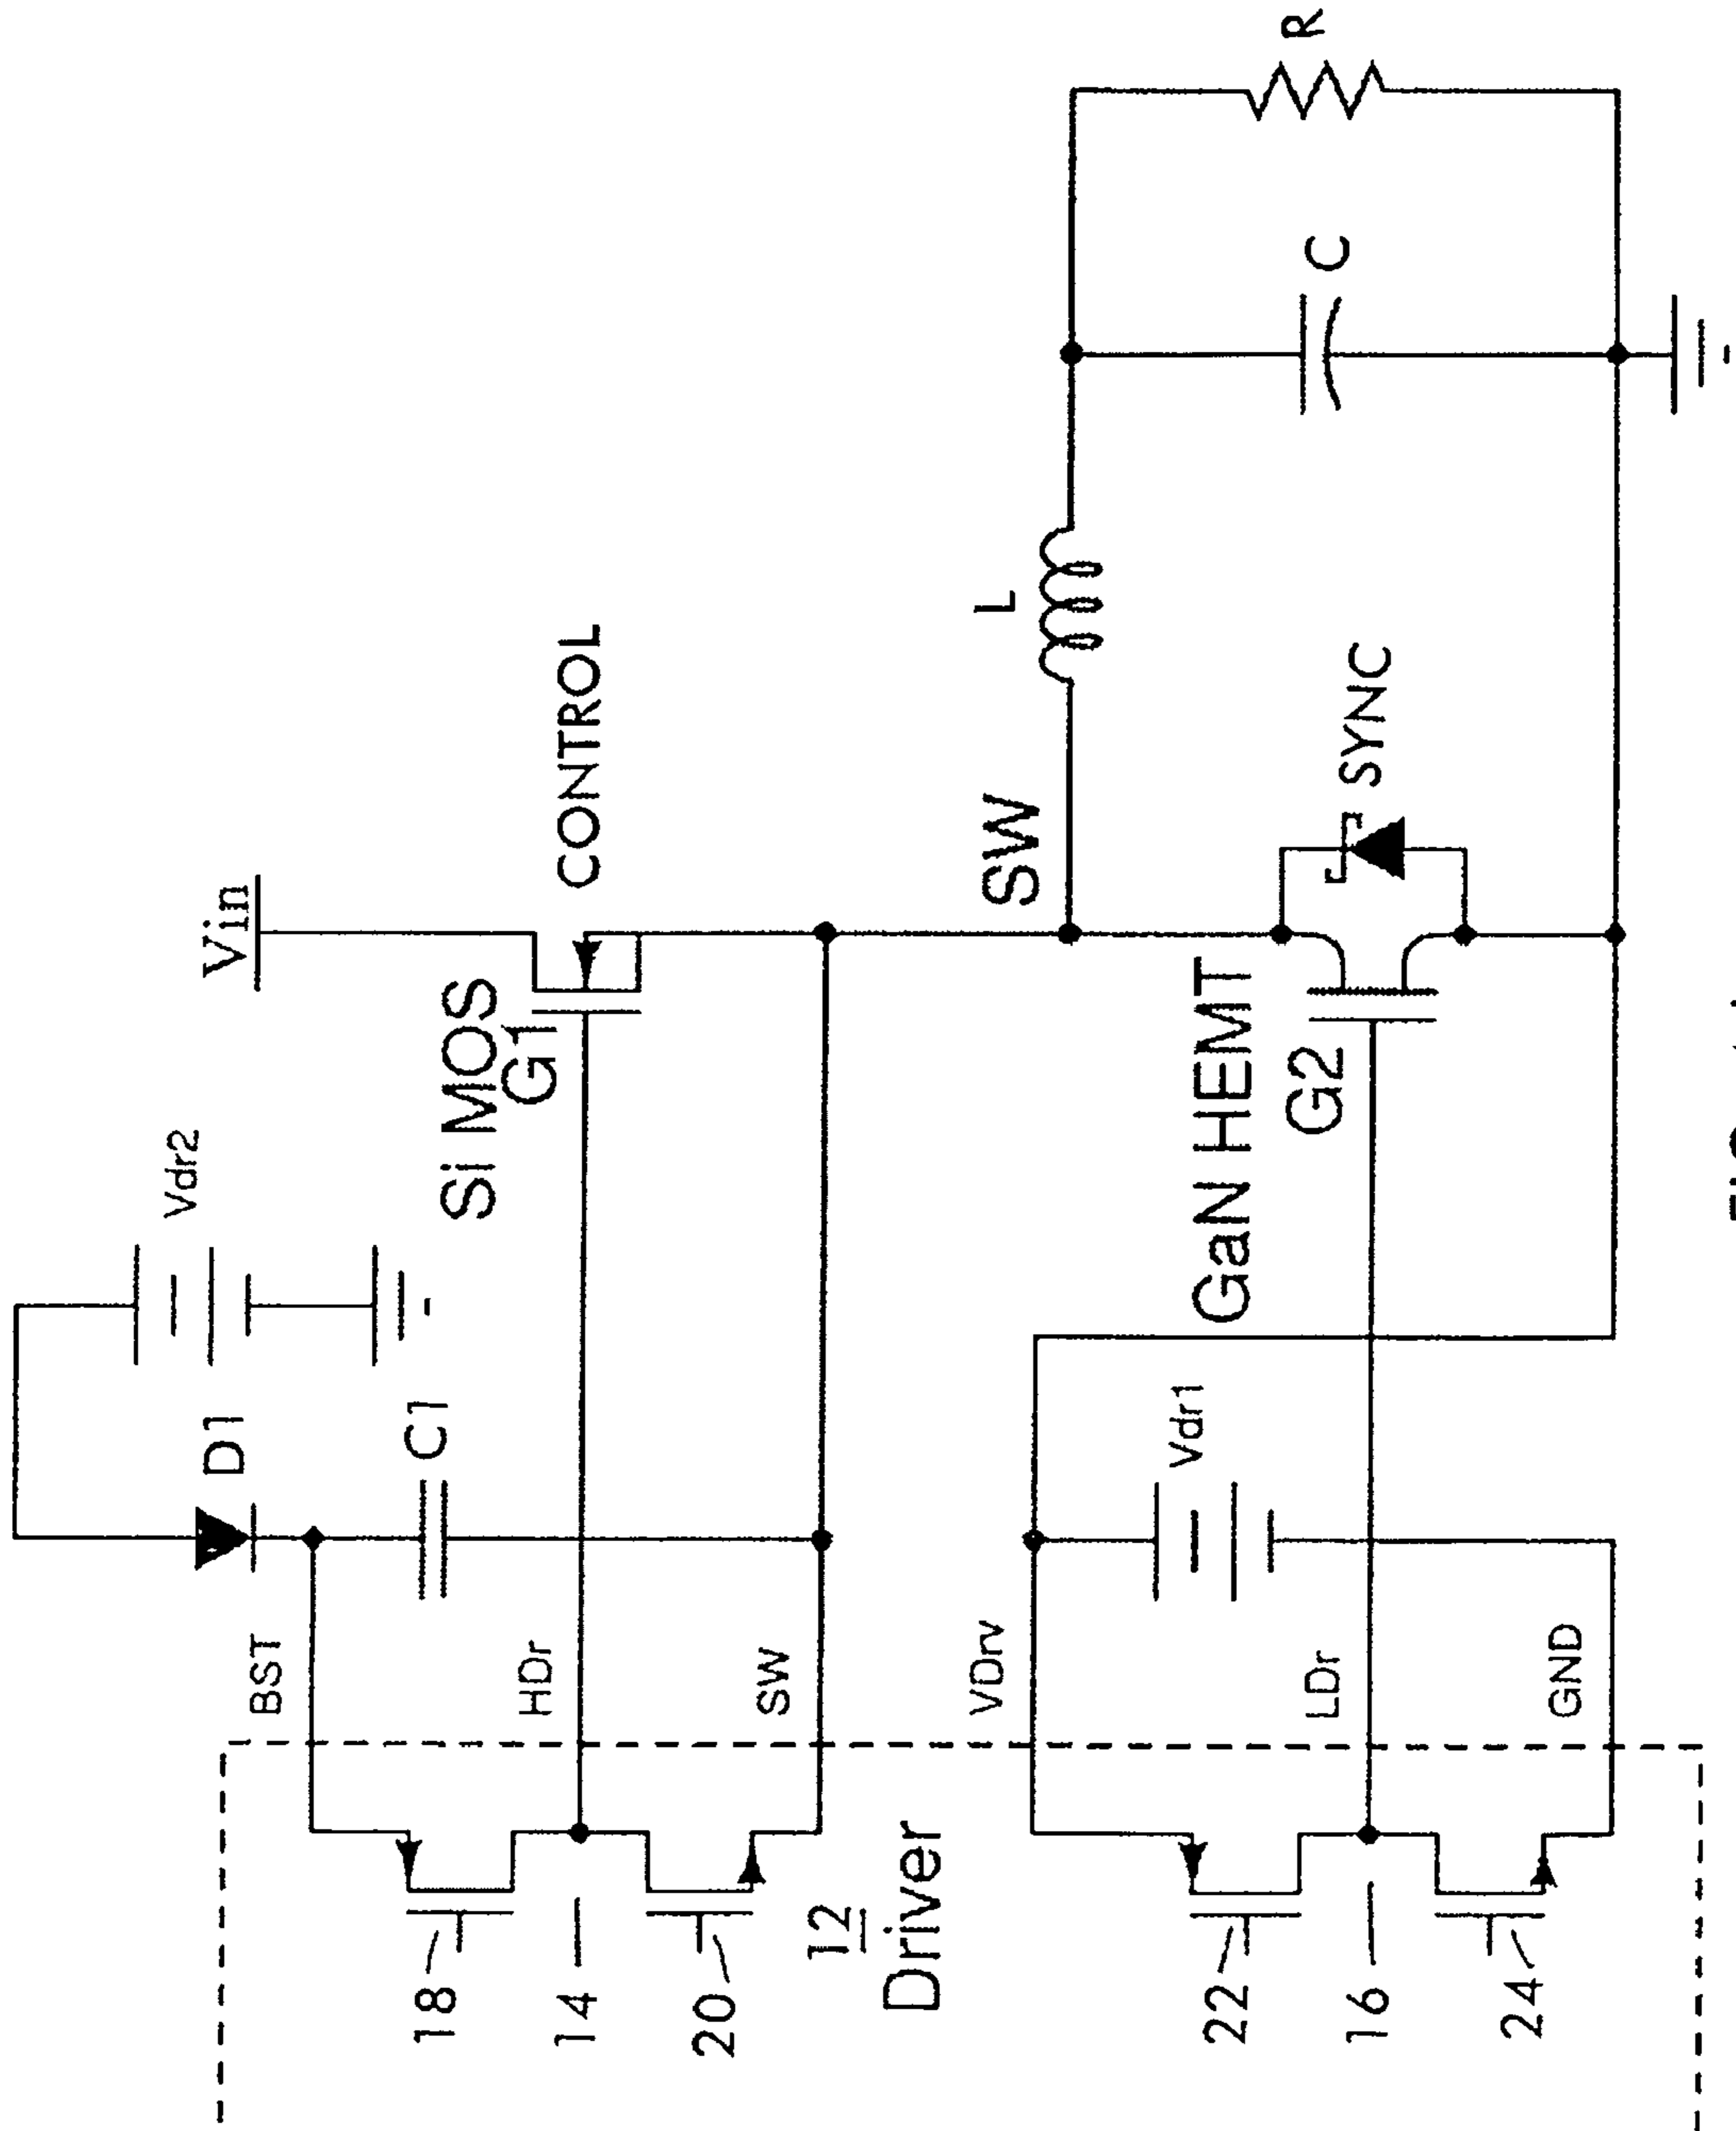 Vdr2
D1
Vin
BST
C1
Si MOS
G1
CONTROL
18
HDr
14
20
SW
12
Driver
SW
L
VDrv
Vdr1
GaN HEMT
G2
SYNC
C
R
22
LDr
16
24
GND